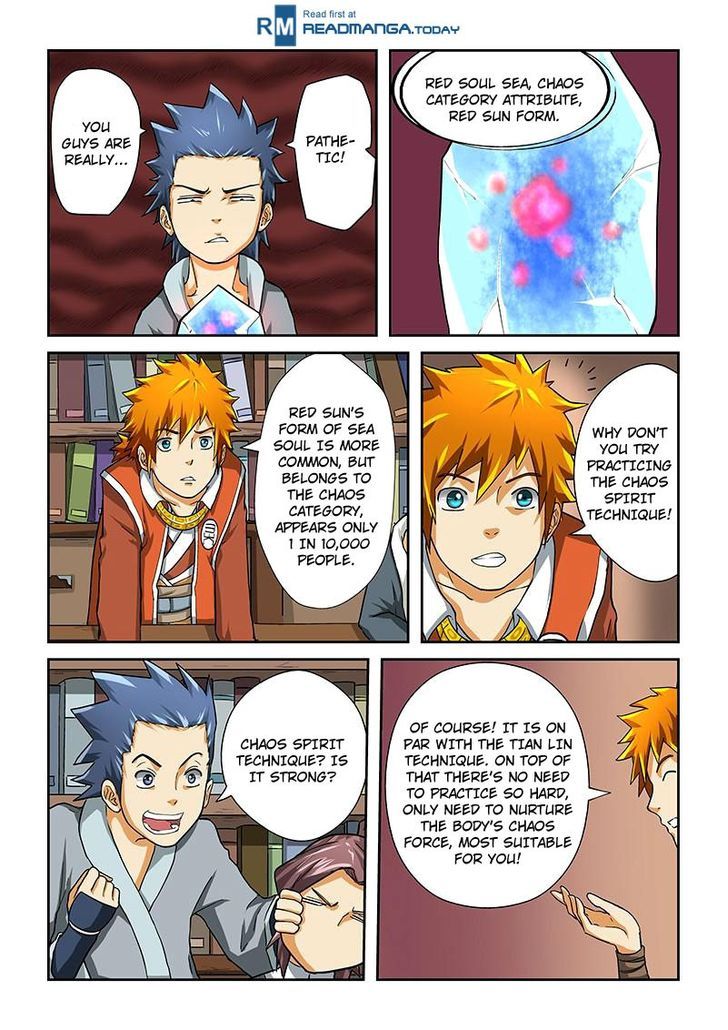 Read first at
RM READMANGA.TODAY
YOU
GUYS ARE
REALLY...
PATHE-
TIC!
RED SOUL SEA, CHAOS
CATEGORY ATTRIBUTE,
RED SUN FORM.
RED SUN'S
FORM OF SEA
SOUL IS MORE
COMMON, BUT
BELONGS TO
THE CHAOS
CATEGORY,
APPEARS ONLY
1 IN 10,000
PEOPLE.
WHY DON'T
YOU TRY
PRACTICING
THE CHAOS
SPIRIT
TECHNIQUE!
CHAOS SPIRIT
TECHNIQUE? IS
IT STRONG?
OF COURSE! IT IS ON
PAR WITH THE TIAN LIN
TECHNIQUE. ON TOP OF
THAT THERE'S NO NEED
TO PRACTICE SO HARD,
ONLY NEED TO NURTURE
THE BODY'S CHAOS
FORCE, MOST SUITABLE
FOR YOU!